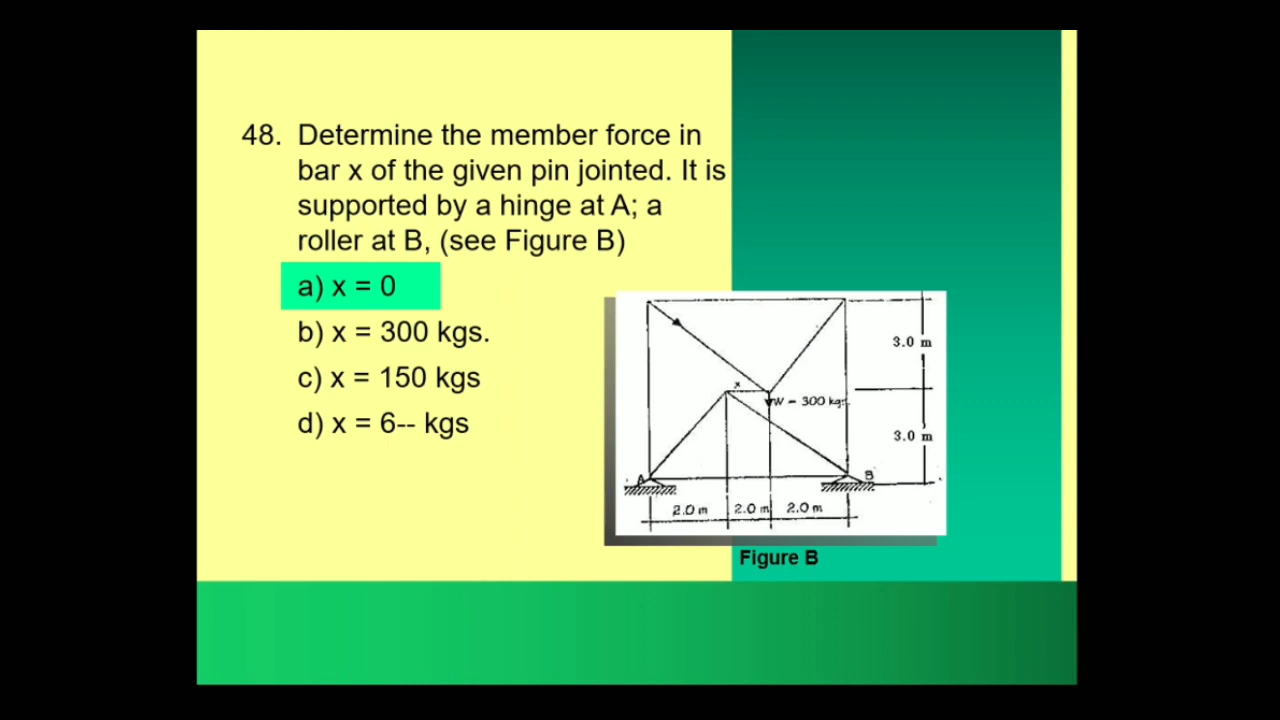 48. Determine the member force in
bar x of the given pin jointed. It is
supported by a hinge at A; a
roller at B, (see Figure B)
a) x = 0
b) x = 300 kgs.
c) x = 150 kgs
d) x = 6-- kgs
3.0 m
x
W = 300 kgs.
3.0 m
A
B
2.0 m
2.0 m
2.0 m
Figure B